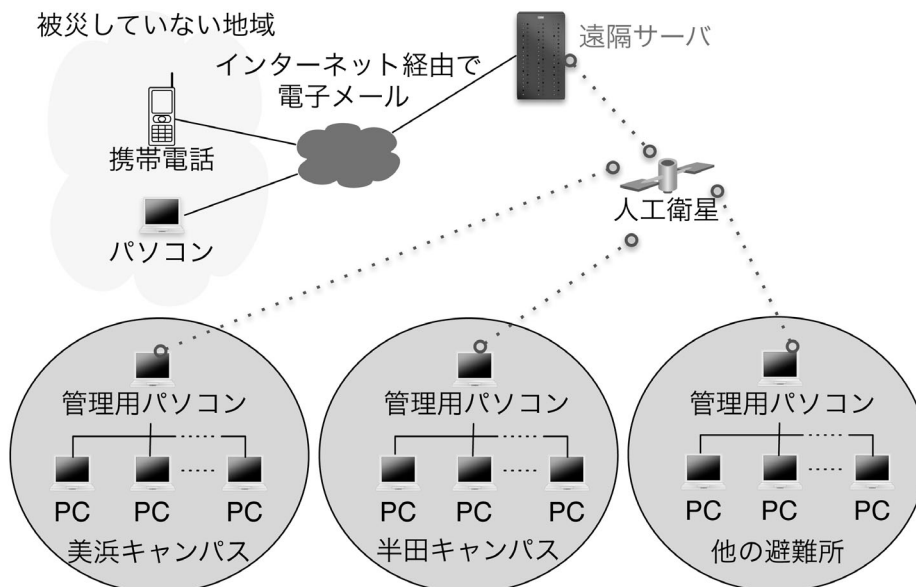 被災していない地域
遠隔サーバ
インターネット経由で
電子メール
携帯電話
人工衛星
パソコン
管理用パソコン
PC
PC
PC
美浜キャンパス
管理用パソコン
PC
PC
PC
半田キャンパス
管理用パソコン
PC
PC
PC
他の避難所